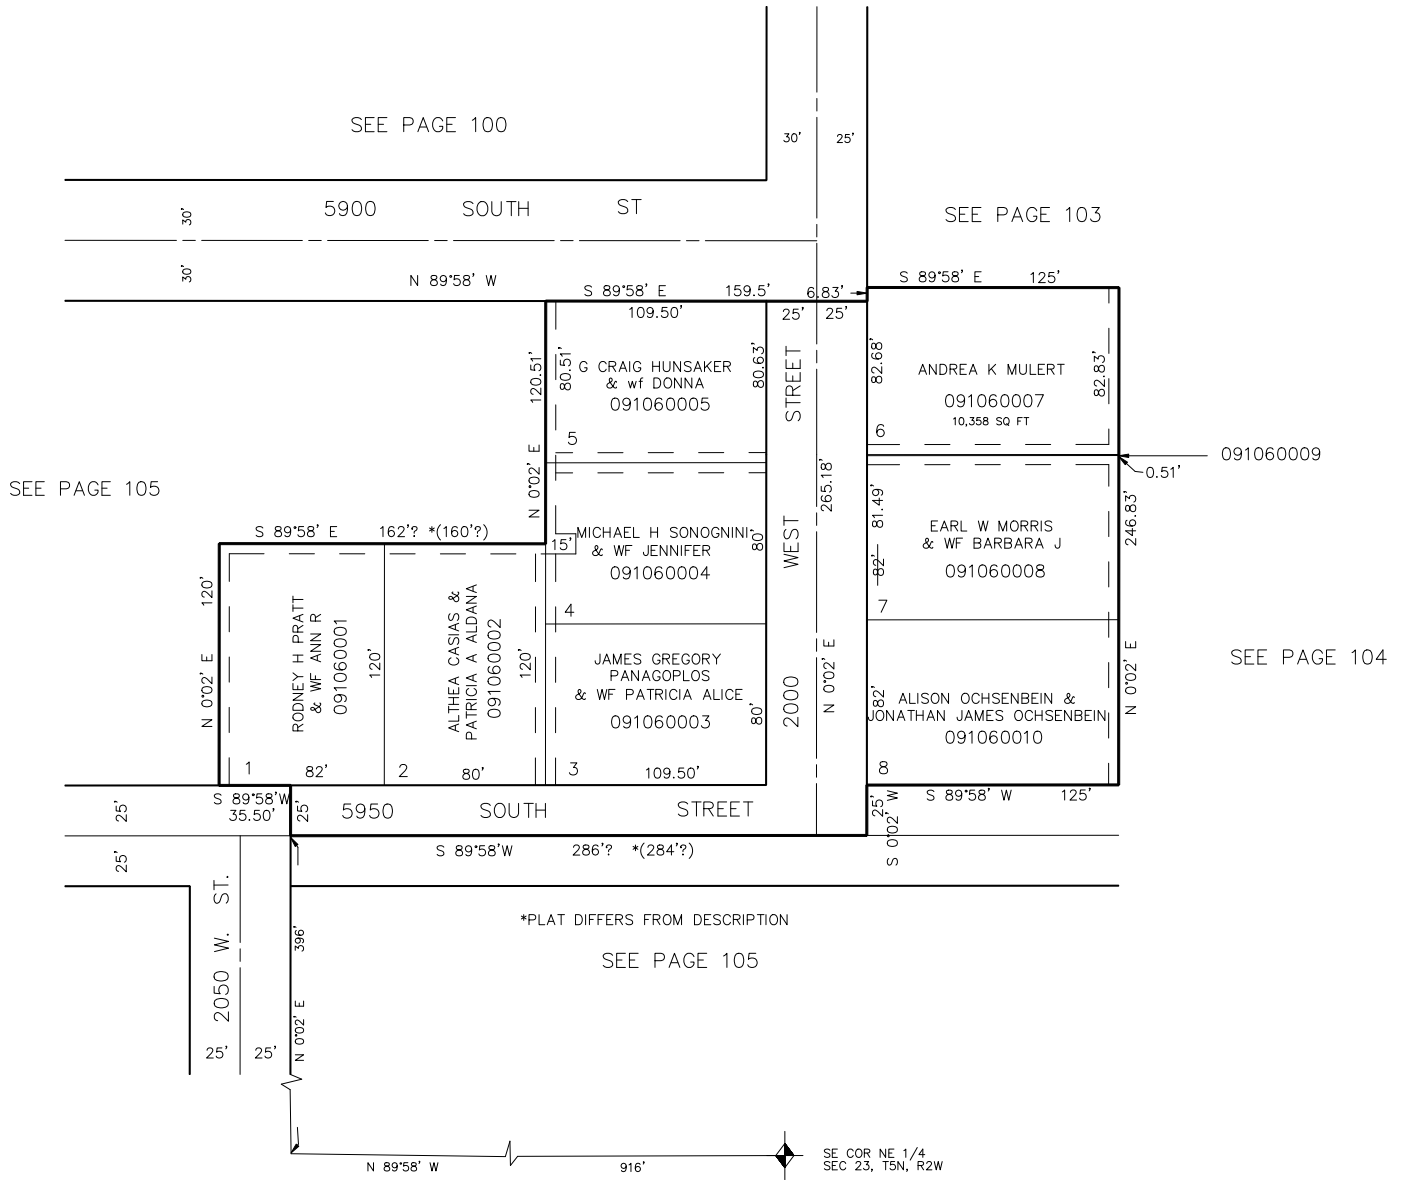 SEE PAGE 100
30' 25'
5900 SOUTH ST
30'
30'
SEE PAGE 103
N 89°58' W
S 89°58' E 159.5' 6.83'
109.50'
25' 25'
S 89°58' E 125'
120.51'
N 0°02' E
80.51'
80.63'
G CRAIG HUNSAKER
& wf DONNA
091060005
5
2000 WEST STREET
265.18'
N 0°02' E
82.68'
82.83'
ANDREA K MULERT
091060007
10,358 SQ FT
6
091060009
0.51'
SEE PAGE 105
S 89°58' E 162'? *(160'?)
15'
MICHAEL H SONOGNINI
& WF JENNIFER
091060004
80'
4
81.49'
82'
EARL W MORRIS
& WF BARBARA J
091060008
7
246.83'
N 0°02' E
SEE PAGE 104
120'
N 0°02' E
RODNEY H PRATT
& WF ANN R
091060001
120'
1 82'
ALTHEA CASIAS &
PATRICIA A ALDANA
091060002
120'
2 80'
JAMES GREGORY
PANAGOPLOS
& WF PATRICIA ALICE
091060003
80'
3 109.50'
82'
ALISON OCHSENBEIN &
JONATHAN JAMES OCHSENBEIN
091060010
8
S 89°58' W 125'
25'
S 0°02' W
S 89°58'W
35.50'
25'
25'
25'
5950 SOUTH STREET
S 89°58'W 286'? *(284'?)
2050 W. ST.
25' 25'
396'
N 0°02' E
*PLAT DIFFERS FROM DESCRIPTION
SEE PAGE 105
N 89°58' W 916'
SE COR NE 1/4
SEC 23, T5N, R2W